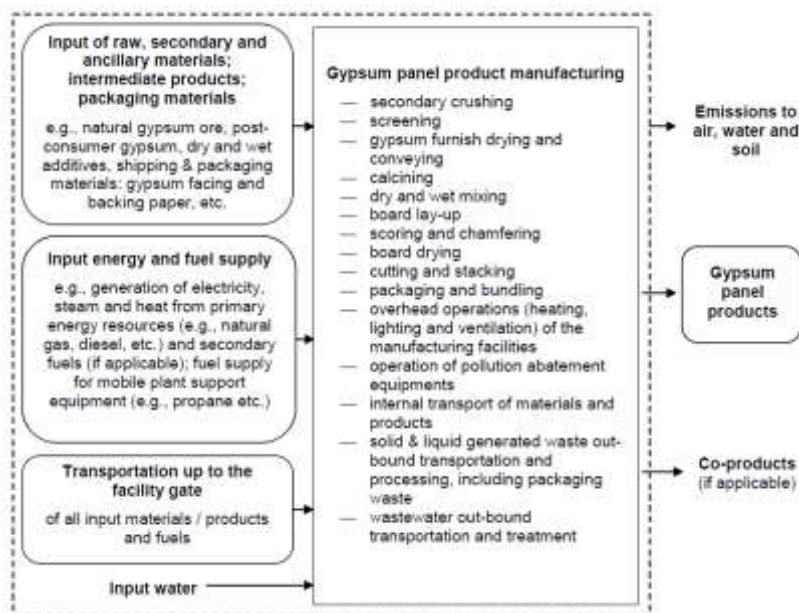 Input of raw, secondary and
ancillary materials;
intermediate products;
packaging materials
e.g., natural gypsum ore, post-
consumer gypsum, dry and wet
additives, shipping & packaging
materials: gypsum facing and
backing paper, etc.
Input energy and fuel supply
e.g., generation of electricity,
steam and heat from primary
energy resources (e.g., natural
gas, diesel, etc.) and secondary
fuels (if applicable); fuel supply
for mobile plant support
equipment (e.g., propane etc.)
Transportation up to the
facility gate
of all input materials / products
and fuels
Input water
Gypsum panel product manufacturing
— secondary crushing
— screening
— gypsum furnish drying and
conveying
— calcining
— dry and wet mixing
— board lay-up
— scoring and chamfering
— board drying
— cutting and stacking
— packaging and bundling
— overhead operations (heating,
lighting and ventilation) of the
manufacturing facilities
— operation of pollution abatement
equipments
— internal transport of materials and
products
— solid & liquid generated waste out-
bound transportation and
processing, including packaging
waste
— wastewater out-bound
transportation and treatment
Emissions to
air, water and
soil
Gypsum
panel
products
Co-products
(if applicable)